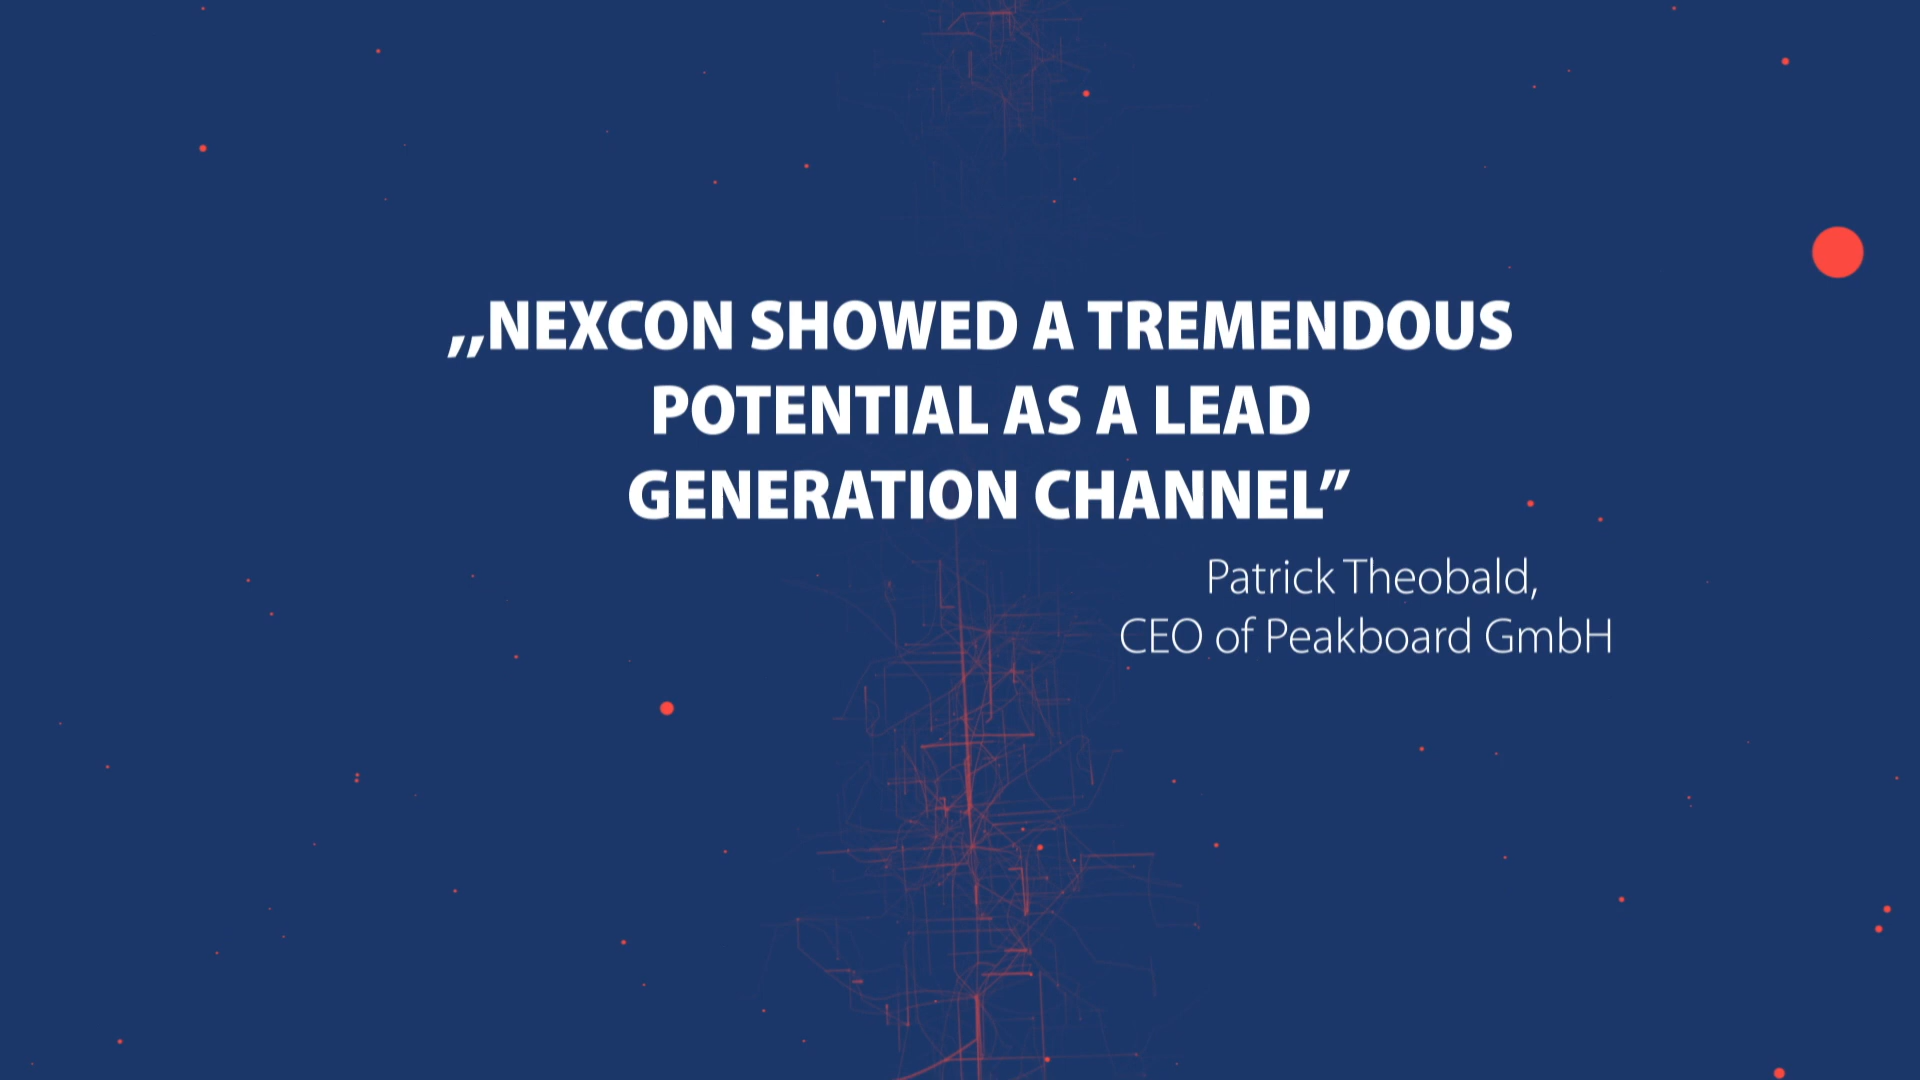 ,,NEXCON SHOWED A TREMENDOUS
POTENTIAL AS A LEAD
GENERATION CHANNEL”
Patrick Theobald,
CEO of Peakboard GmbH